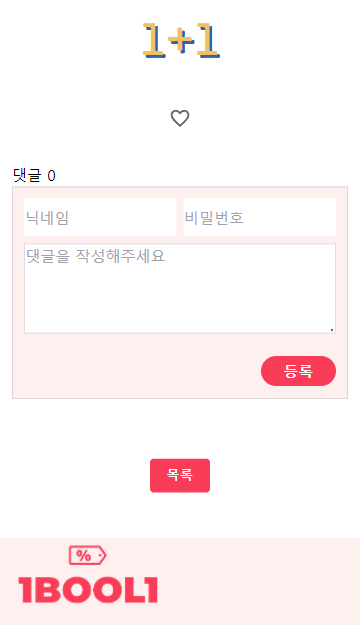 1+1
댓글 0
닉네임 비밀번호
댓글을 작성해주세요
등록
목록
%
1BOOL1